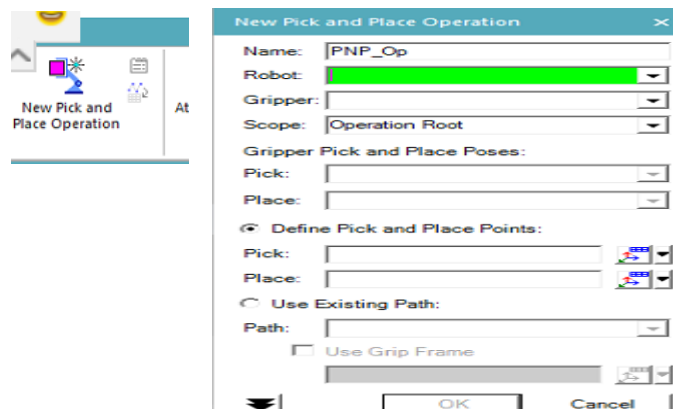 New Pick and
Place Operation
At
New Pick and Place Operation
Name: PNP_Op
Robot:
Gripper:
Scope: Operation Root
Gripper Pick and Place Poses:
Pick:
Place:
Define Pick and Place Points:
Pick:
Place:
Use Existing Path:
Path:
Use Grip Frame
OK Cancel